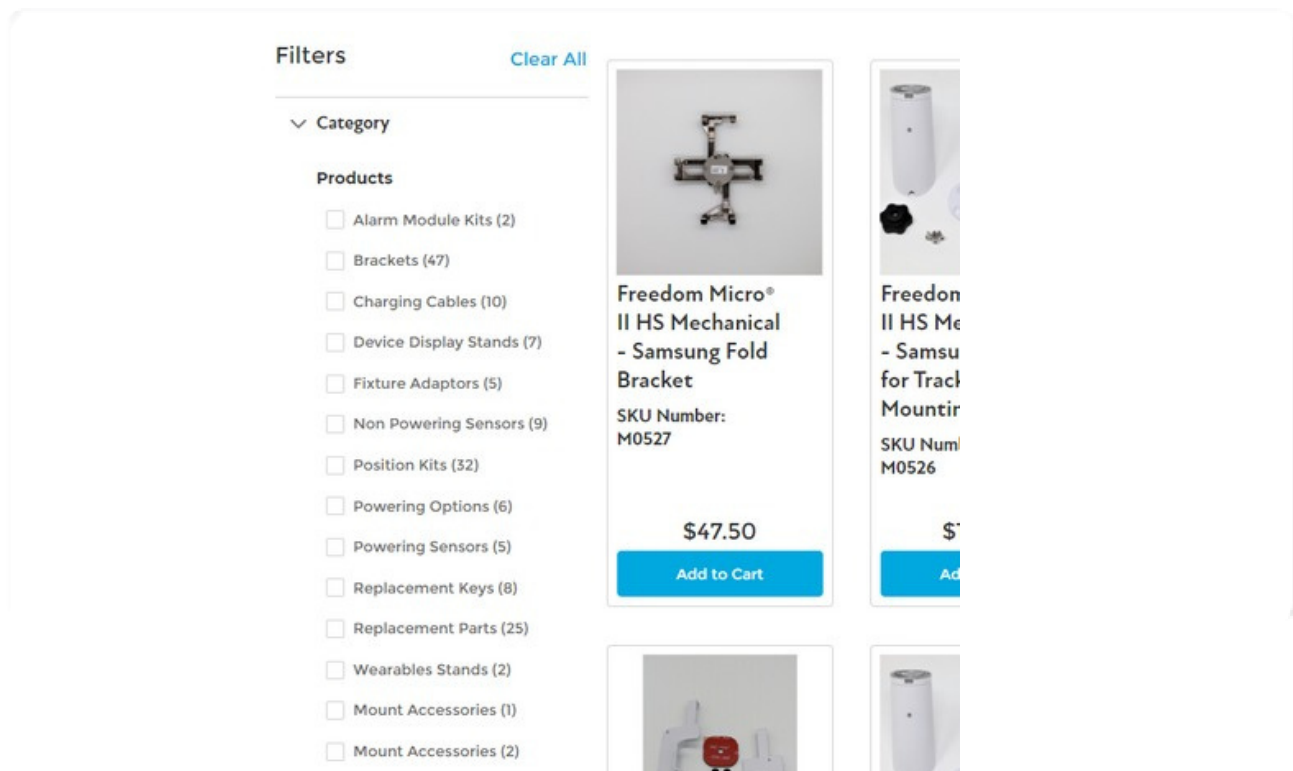 Filters
Clear All
Category
Products
Alarm Module Kits (2)
Brackets (47)
Charging Cables (10)
Device Display Stands (7)
Fixture Adaptors (5)
Non Powering Sensors (9)
Position Kits (32)
Powering Options (6)
Powering Sensors (5)
Replacement Keys (8)
Replacement Parts (25)
Wearables Stands (2)
Mount Accessories (1)
Mount Accessories (2)
Freedom Micro®
II HS Mechanical
- Samsung Fold
Bracket
SKU Number:
M0527
$47.50
Add to Cart
Freedom
II HS Me
- Samsu
for Track
Mountin
SKU Num
M0526
$
Ad